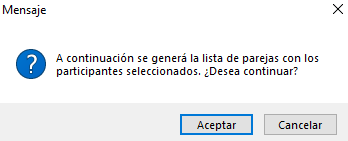 Mensaje
A continuación se generá la lista de parejas con los
participantes seleccionados. ¿Desea continuar?
Aceptar
Cancelar